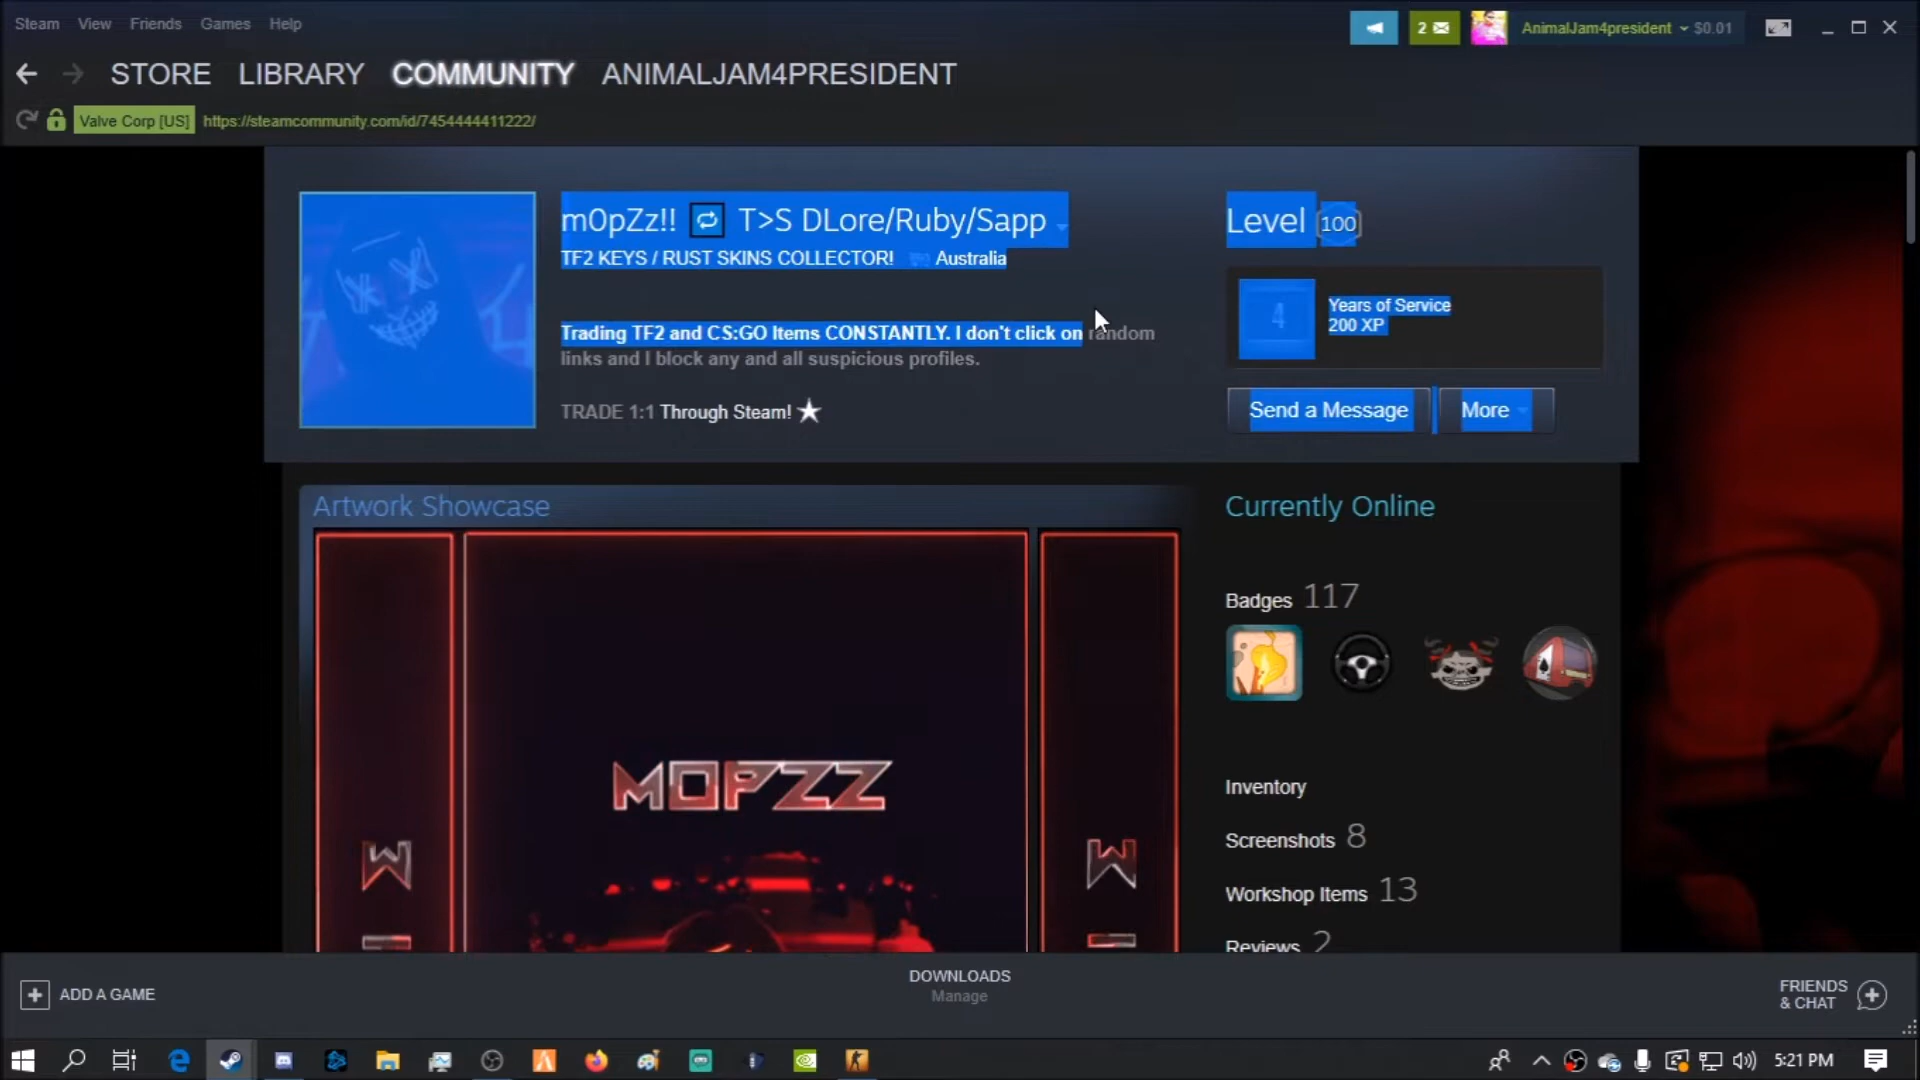 Steam View Friends Games Help
2
AnimalJam4president $0.01
STORE LIBRARY COMMUNITY ANIMALJAM4PRESIDENT
Valve Corp [US] https://steamcommunity.com/id/7454444411222/
m0pZz!! T>S DLore/Ruby/Sapp
TF2 KEYS / RUST SKINS COLLECTOR! Australia
Trading TF2 and CS:GO Items CONSTANTLY. I don't click on random
links and I block any and all suspicious profiles.
TRADE 1:1 Through Steam! ★
Level 100
4
Years of Service
200 XP
Send a Message More
Artwork Showcase
MOPZZ
M
M
Currently Online
Badges 117
Inventory
Screenshots 8
Workshop Items 13
Reviews 2
ADD A GAME
DOWNLOADS
Manage
FRIENDS
& CHAT
5:21 PM